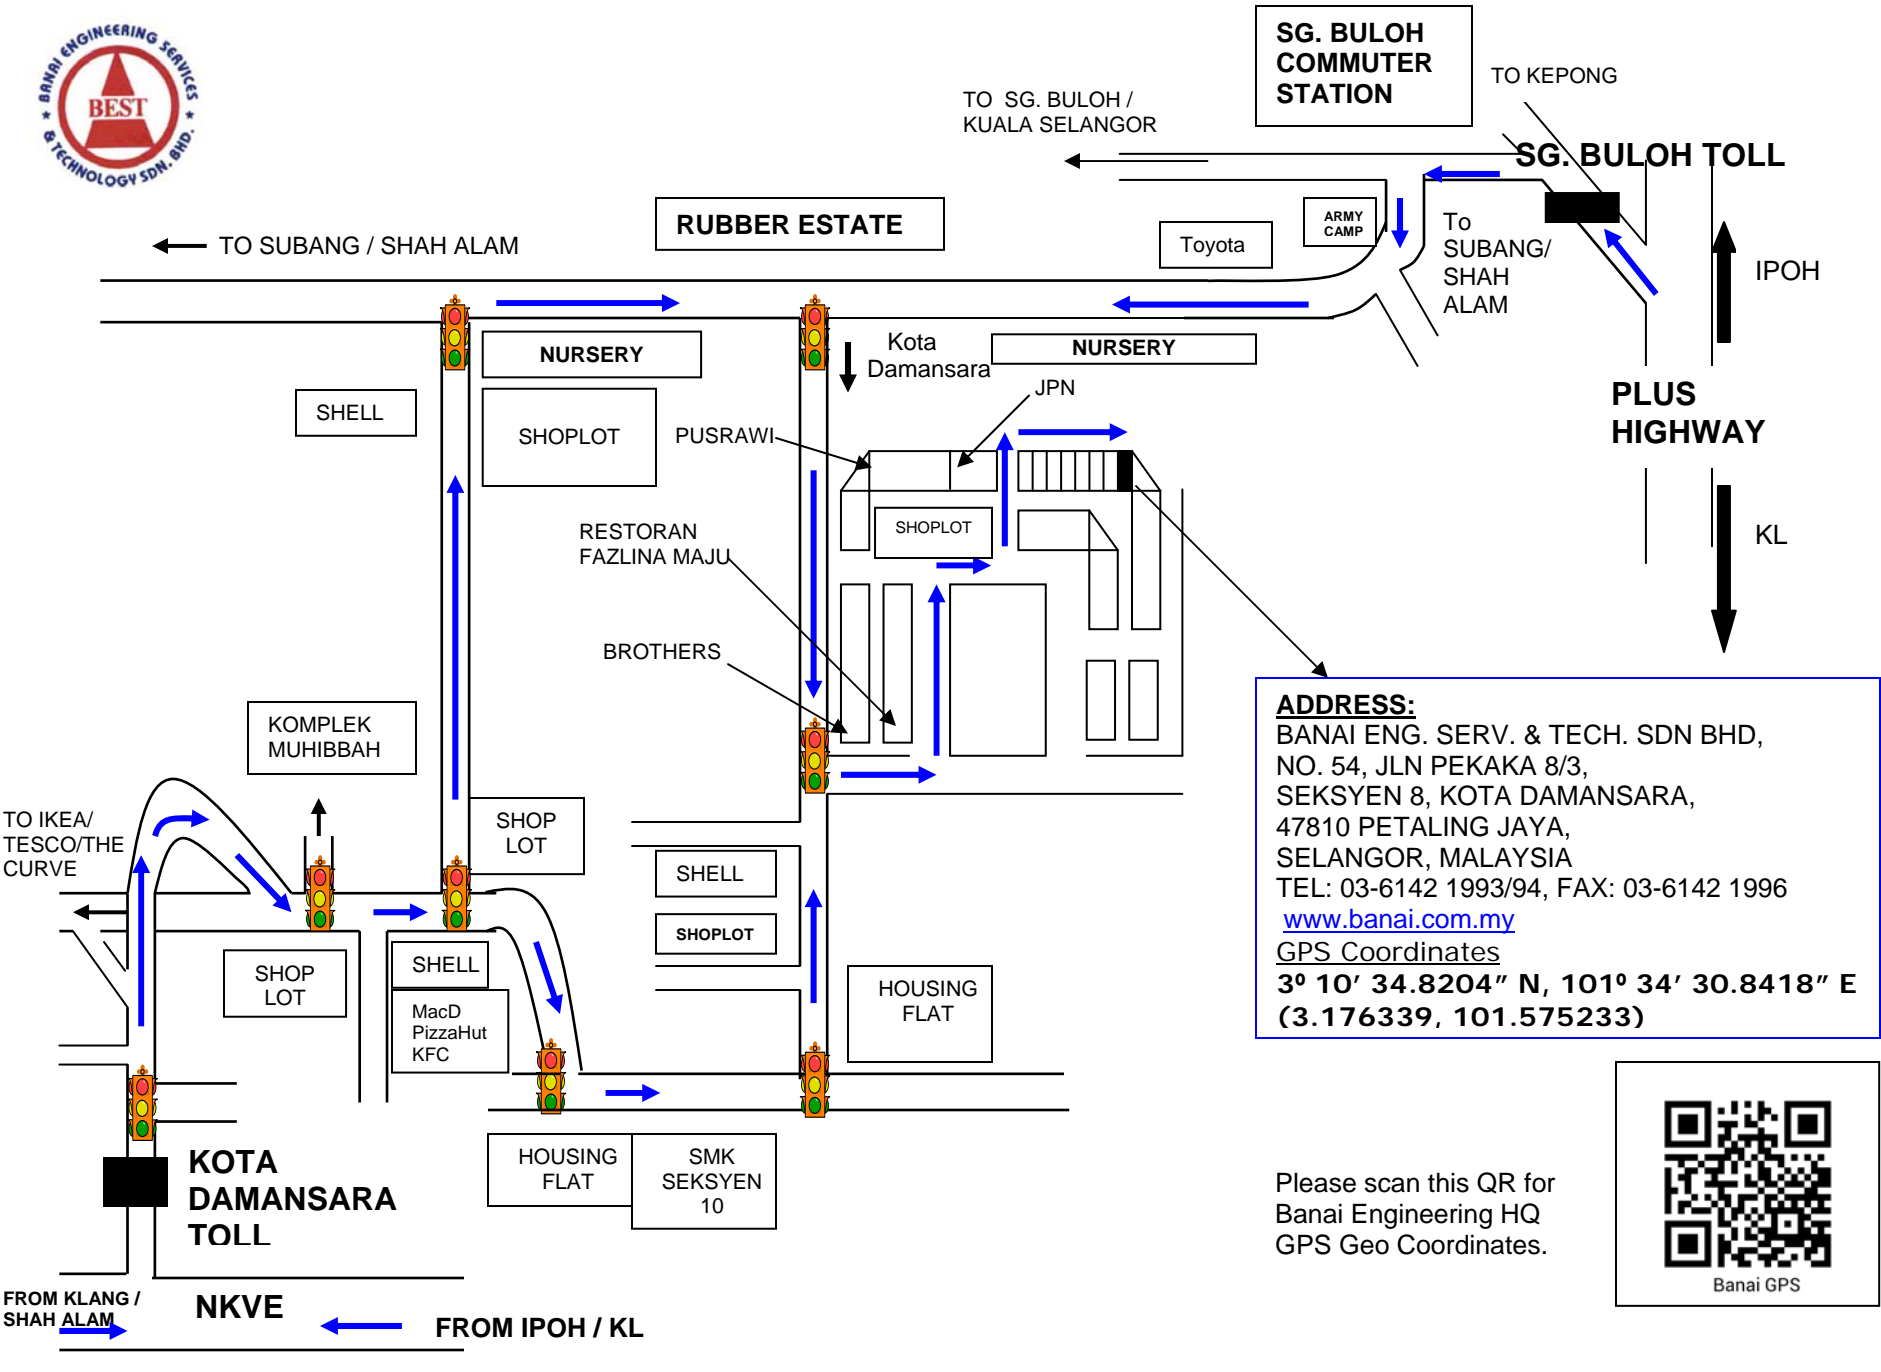 BANAI ENGINEERING SERVICES
& TECHNOLOGY SDN. BHD.
BEST
SG. BULOH
COMMUTER
STATION
TO KEPONG
TO SG. BULOH /
KUALA SELANGOR
SG. BULOH TOLL
RUBBER ESTATE
ARMY
CAMP
Toyota
To
SUBANG/
SHAH
ALAM
TO SUBANG / SHAH ALAM
IPOH
NURSERY
Kota
Damansara
NURSERY
JPN
PLUS
HIGHWAY
SHELL
SHOPLOT
PUSRAWI
SHOPLOT
RESTORAN
FAZLINA MAJU
KL
BROTHERS
KOMPLEK
MUHIBBAH
ADDRESS:
BANAI ENG. SERV. & TECH. SDN BHD,
NO. 54, JLN PEKAKA 8/3,
SEKSYEN 8, KOTA DAMANSARA,
47810 PETALING JAYA,
SELANGOR, MALAYSIA
TEL: 03-6142 1993/94, FAX: 03-6142 1996
www.banai.com.my
GPS Coordinates
3º 10’ 34.8204” N, 101º 34’ 30.8418” E
(3.176339, 101.575233)
TO IKEA/
TESCO/THE
CURVE
SHOP
LOT
SHELL
SHOPLOT
SHOP
LOT
SHELL
MacD
PizzaHut
KFC
HOUSING
FLAT
KOTA
DAMANSARA
TOLL
HOUSING
FLAT
SMK
SEKSYEN
10
Please scan this QR for
Banai Engineering HQ
GPS Geo Coordinates.
Banai GPS
FROM KLANG /
SHAH ALAM
NKVE
FROM IPOH / KL